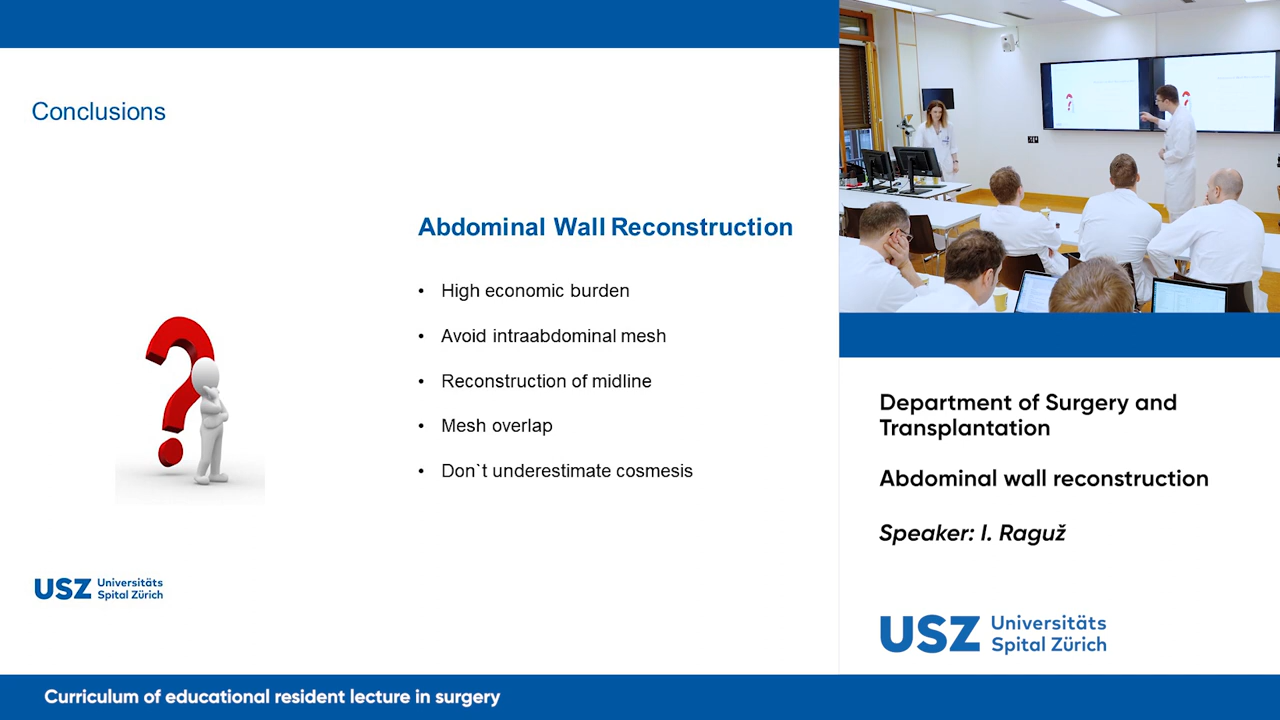 Conclusions
Abdominal Wall Reconstruction
• High economic burden
• Avoid intraabdominal mesh
• Reconstruction of midline
• Mesh overlap
• Don`t underestimate cosmesis
USZ Universitäts
Spital Zürich
Department of Surgery and
Transplantation
Abdominal wall reconstruction
Speaker: I. Raguž
USZ Universitäts
Spital Zürich
Curriculum of educational resident lecture in surgery